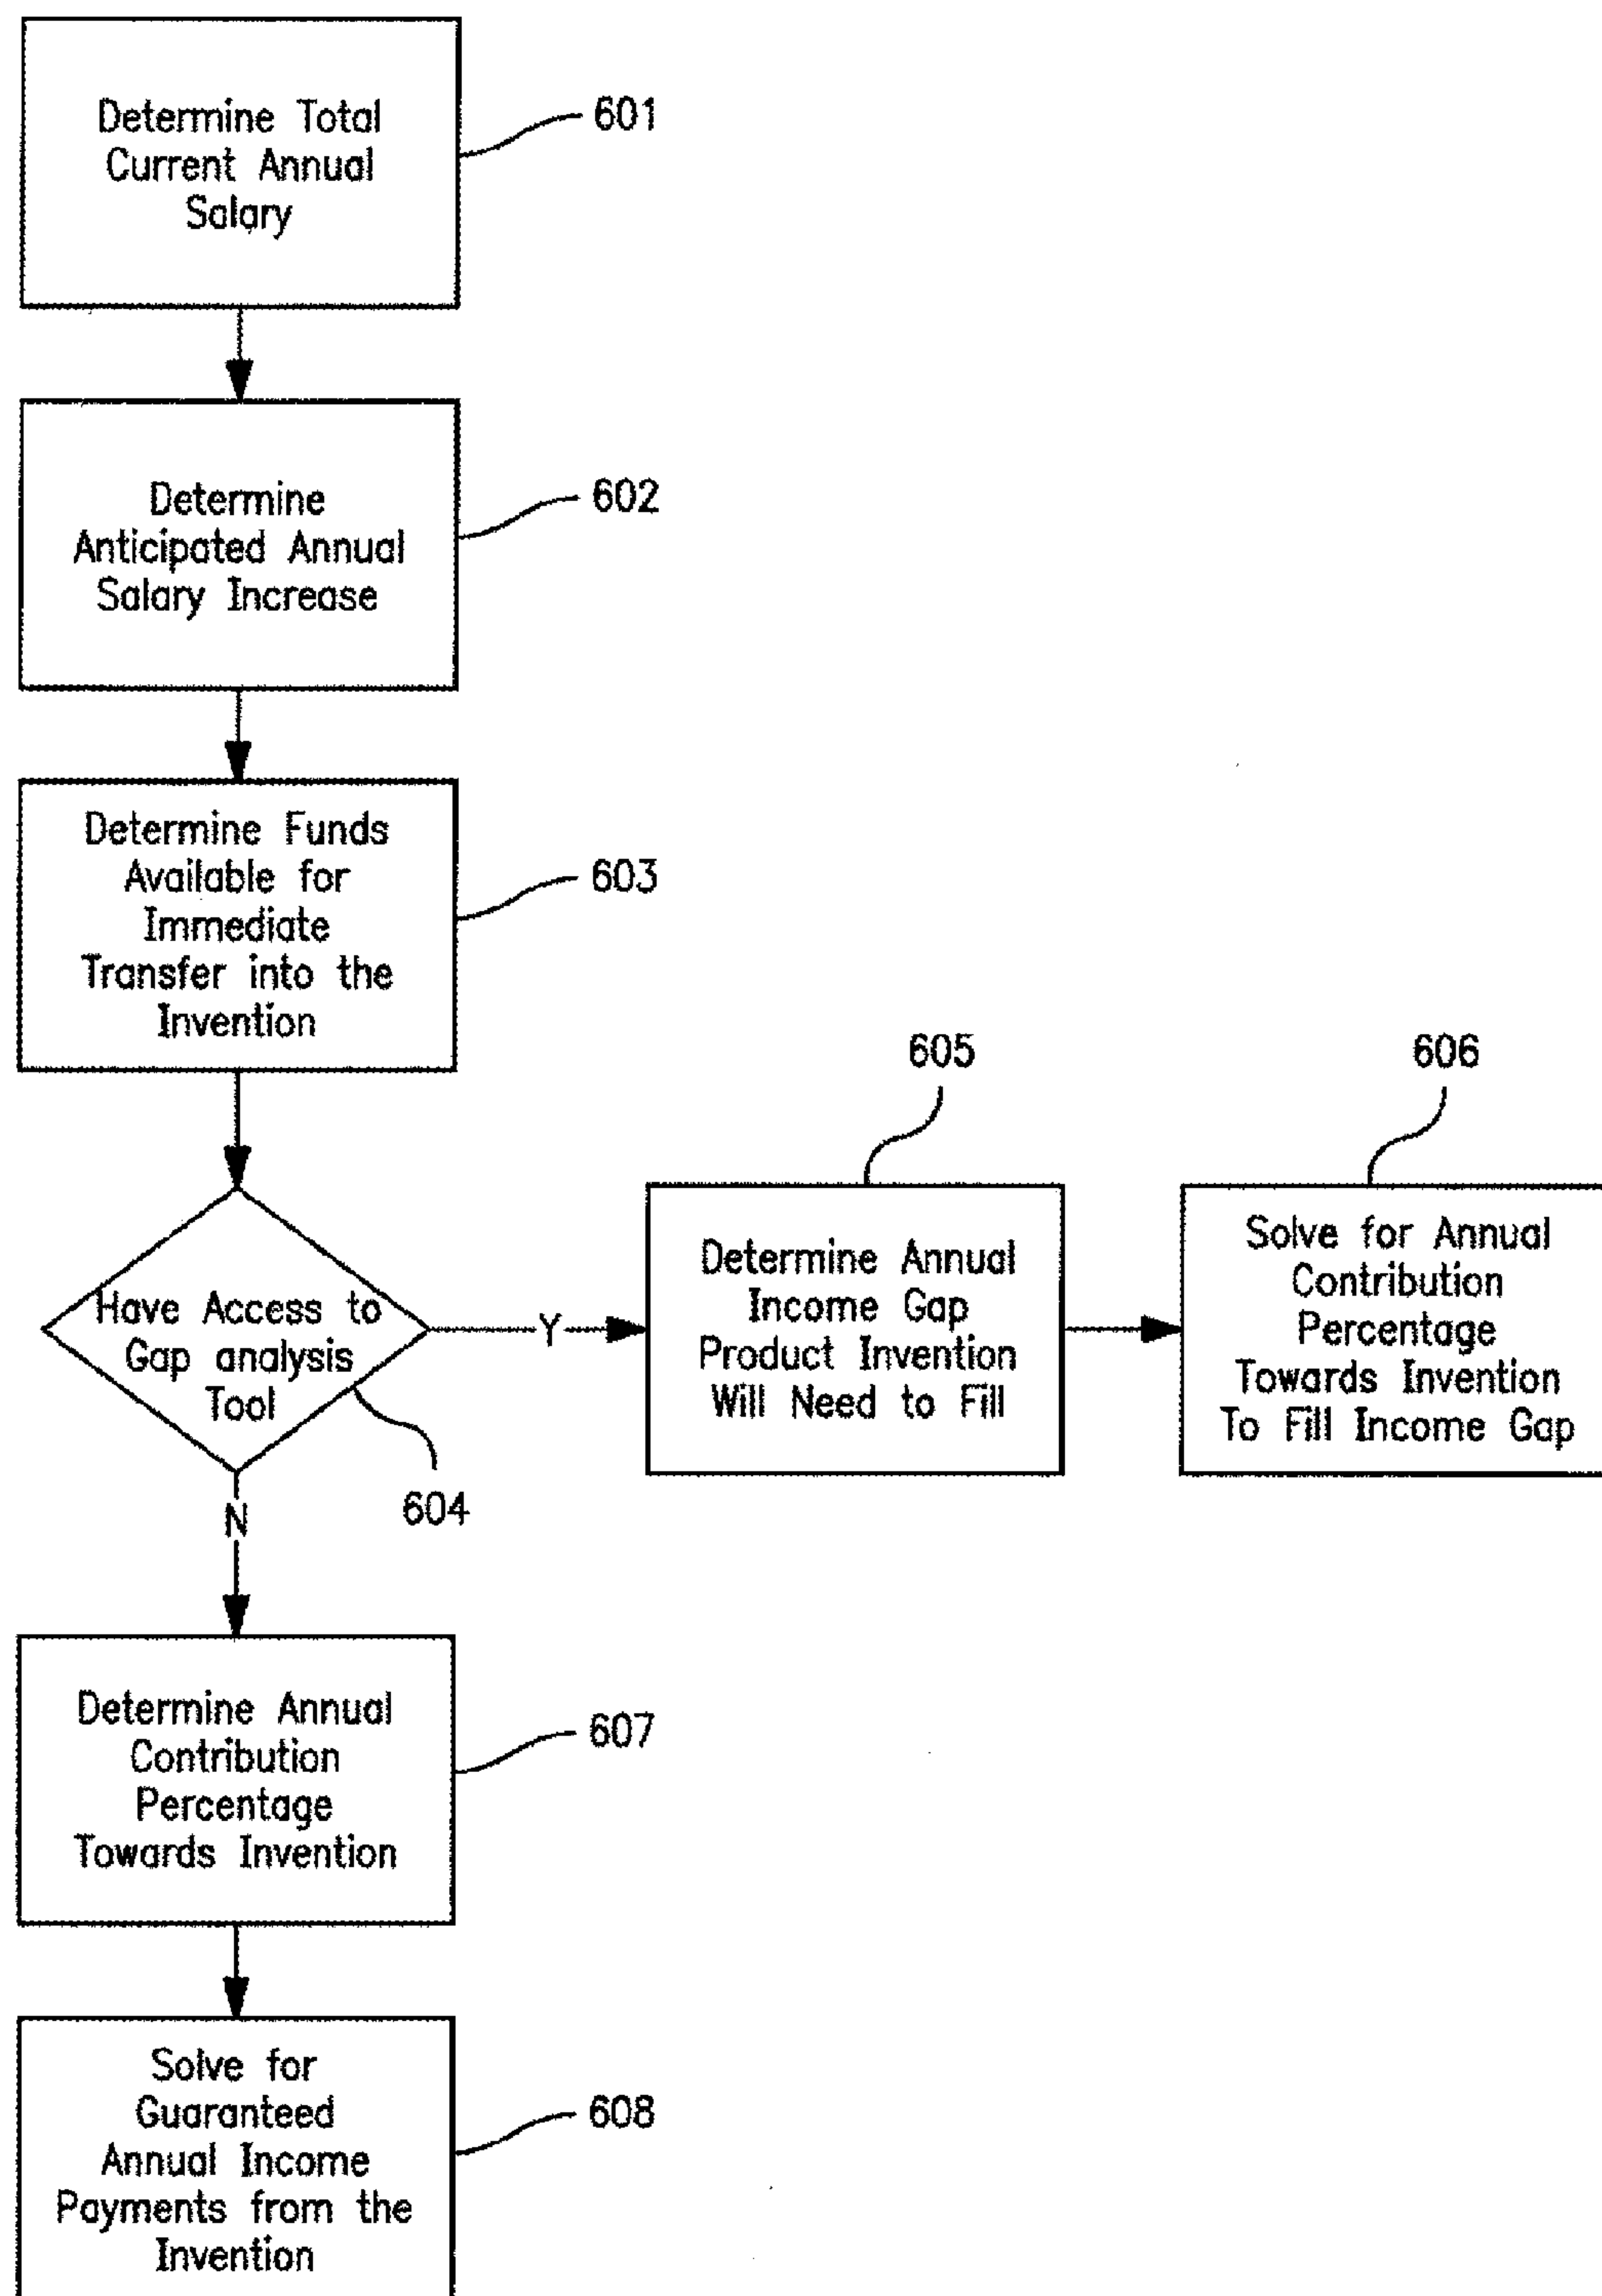 Determine Total
Current Annual
Salary
601
Determine
Anticipated Annual
Salary Increase
602
Determine Funds
Available for
Immediate
Transfer into the
Invention
603
Have Access to
Gap analysis
Tool
604
Y
605
Determine Annual
Income Gap
Product Invention
Will Need to Fill
606
Solve for Annual
Contribution
Percentage
Towards Invention
To Fill Income Gap
N
Determine Annual
Contribution
Percentage
Towards Invention
607
Solve for
Guaranteed
Annual Income
Payments from the
Invention
608